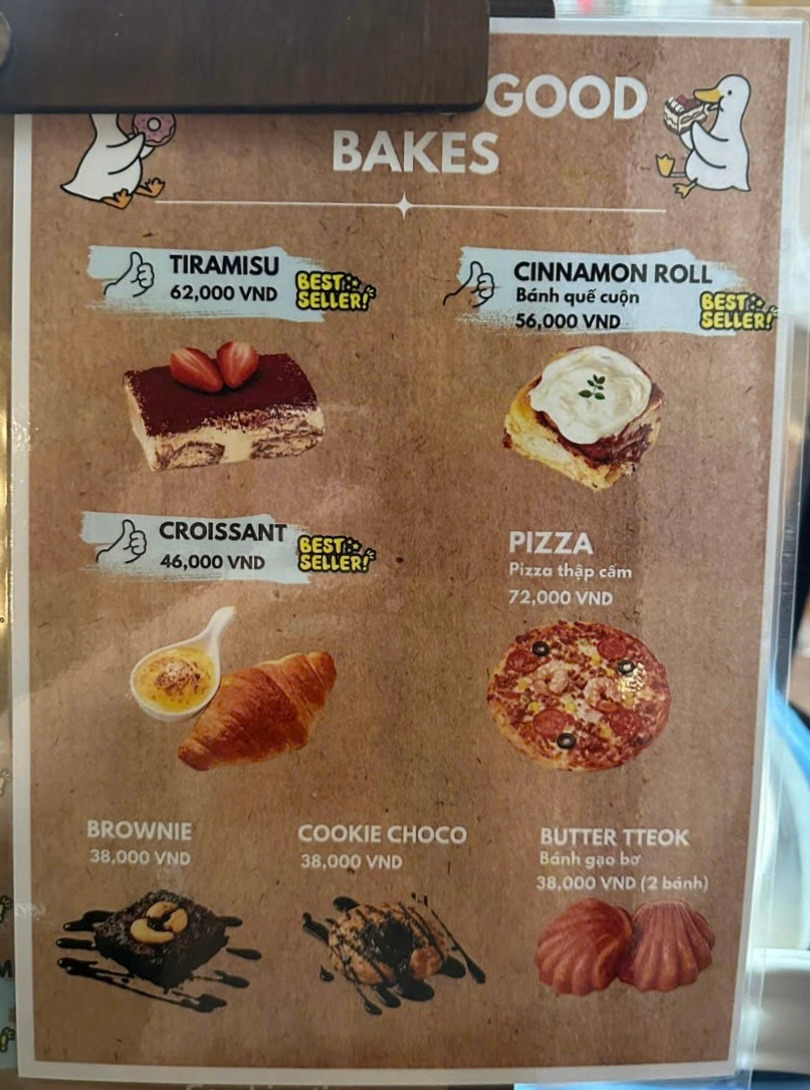 GOOD
BAKES
TIRAMISU
62,000 VND
BEST
SELLER!
CINNAMON ROLL
Bánh quế cuộn
56,000 VND
BEST
SELLER!
CROISSANT
46,000 VND
BEST
SELLER!
PIZZA
Pizza thập cẩm
72,000 VND
BROWNIE
38,000 VND
COOKIE CHOCO
38,000 VND
BUTTER TTEOK
Bánh gạo bơ
38,000 VND (2 bánh)